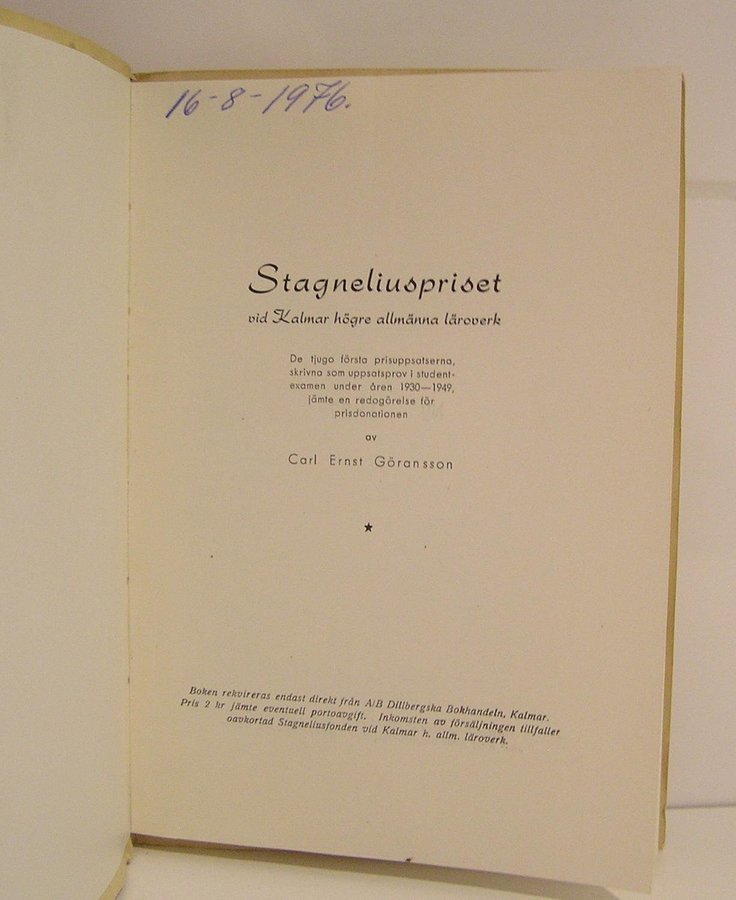 16-8-1976.
Stagneliuspriset
vid Kalmar högre allmänna läroverk
De tjugo första prisuppsatserna,
skrivna som uppsatsprov i student-
examen under åren 1930—1949,
jämte en redogörelse för
prisdonationen
av
Carl Ernst Göransson
★
Boken rekvireras endast direkt från A/B Dillbergska Bokhandeln, Kalmar.
Pris 2 kr jämte eventuell portoavgift. Inkomsten av försäljningen tillfaller
oavkortad Stagneliusfonden vid Kalmar h. allm. läroverk.